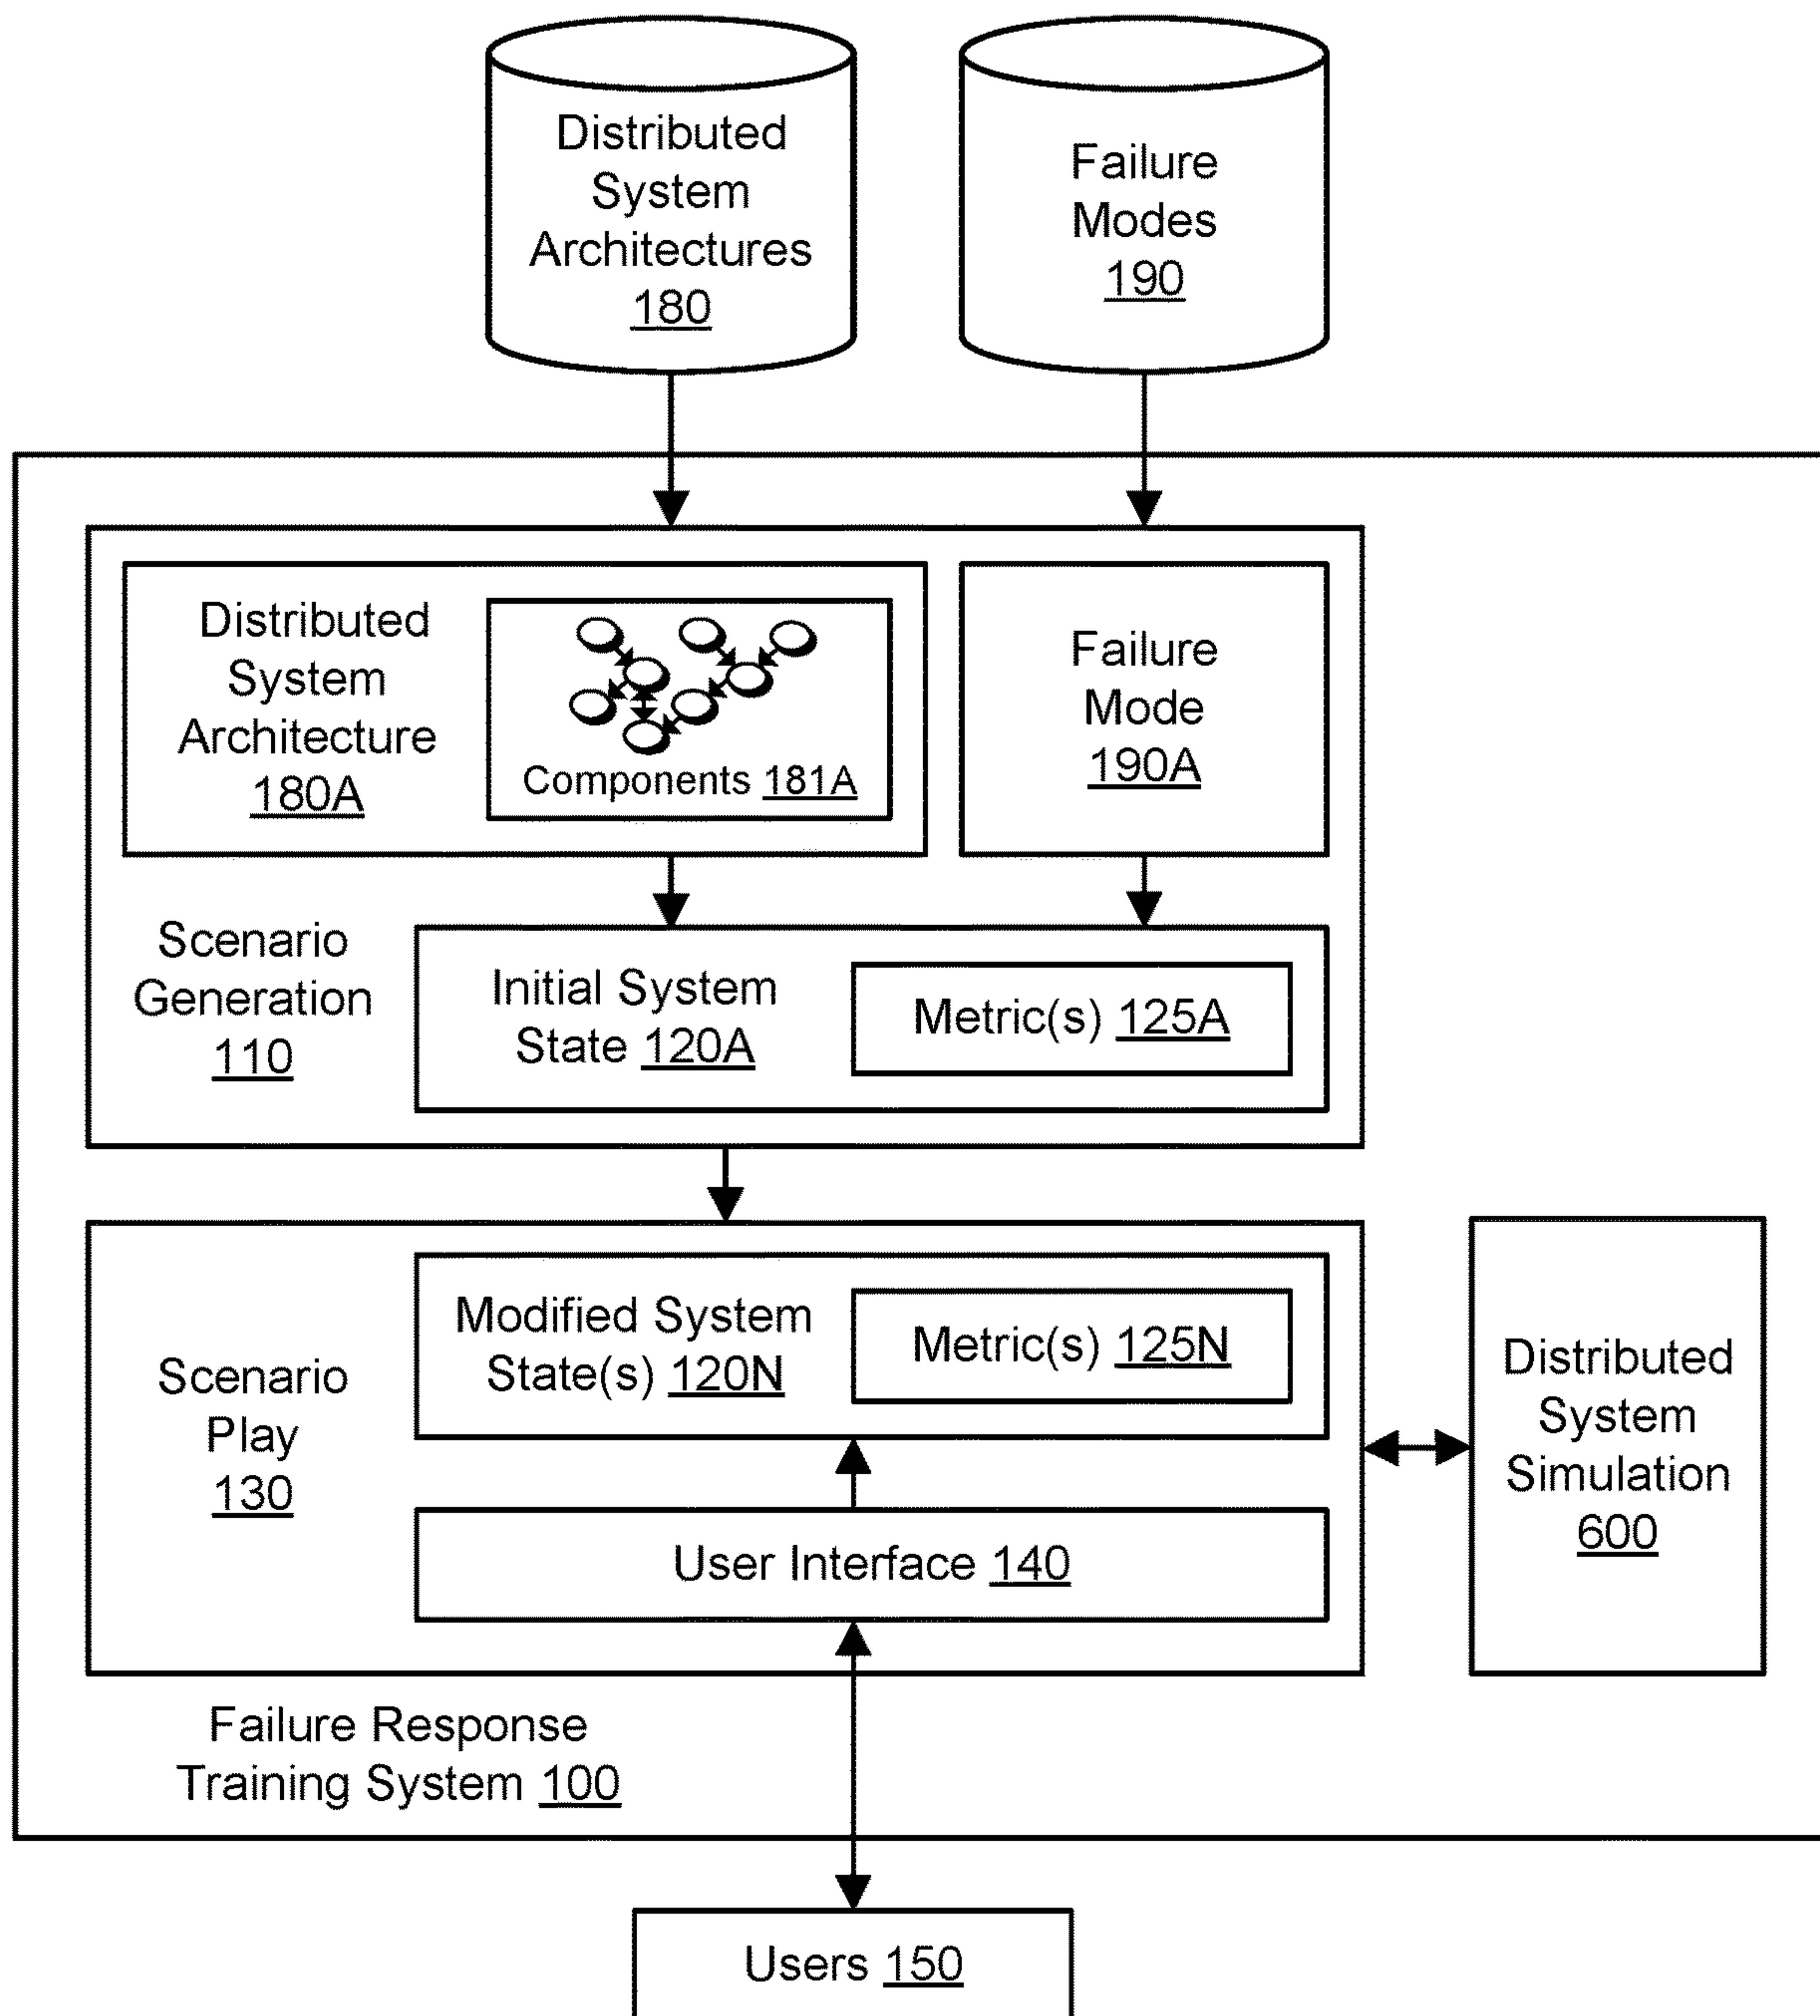 Distributed
System
Architectures
180
Failure
Modes
190
Distributed
System
Architecture
180A
Components 181A
Failure
Mode
190A
Scenario
Generation
110
Initial System
State 120A
Metric(s) 125A
Scenario
Play
130
Modified System
State(s) 120N
Metric(s) 125N
User Interface 140
Distributed
System
Simulation
600
Failure Response
Training System 100
Users 150